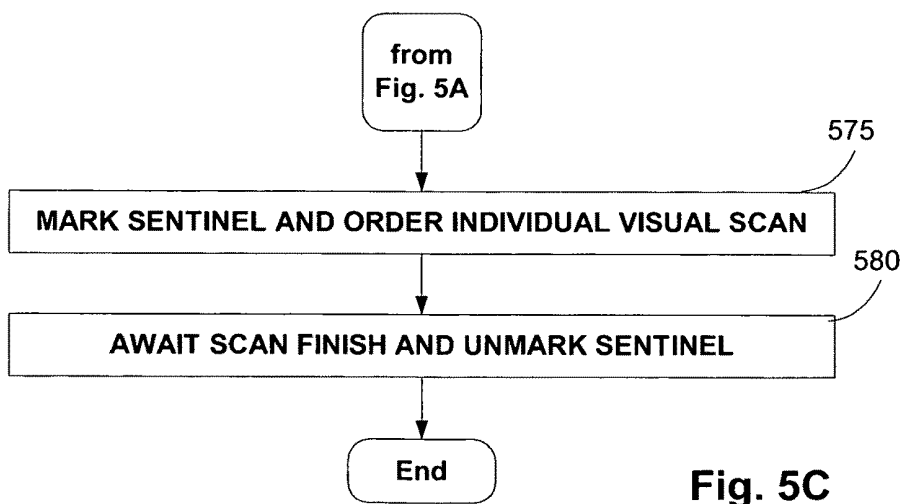 from
Fig. 5A
575
MARK SENTINEL AND ORDER INDIVIDUAL VISUAL SCAN
580
AWAIT SCAN FINISH AND UNMARK SENTINEL
End
Fig. 5C